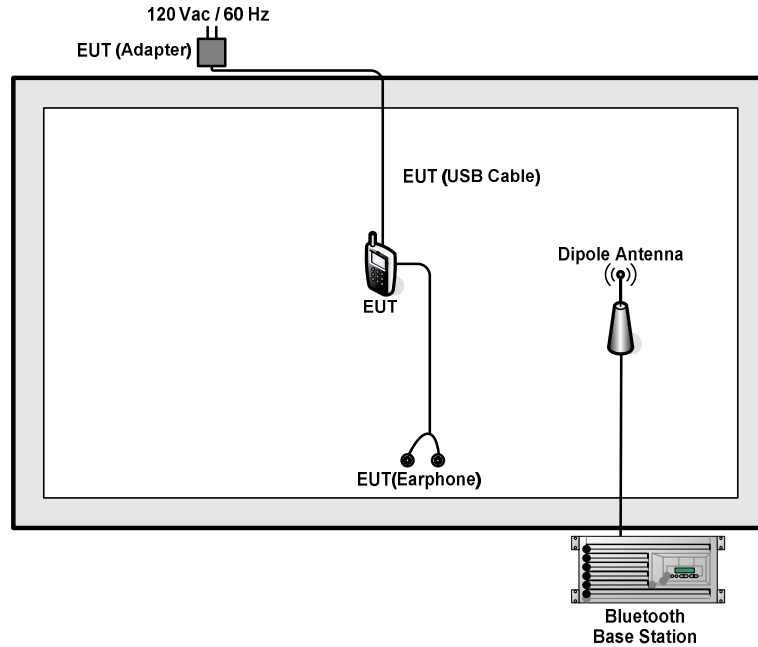 120 Vac / 60 Hz
EUT (Adapter)
EUT (USB Cable)
Dipole Antenna
EUT
EUT(Earphone)
Bluetooth
Base Station